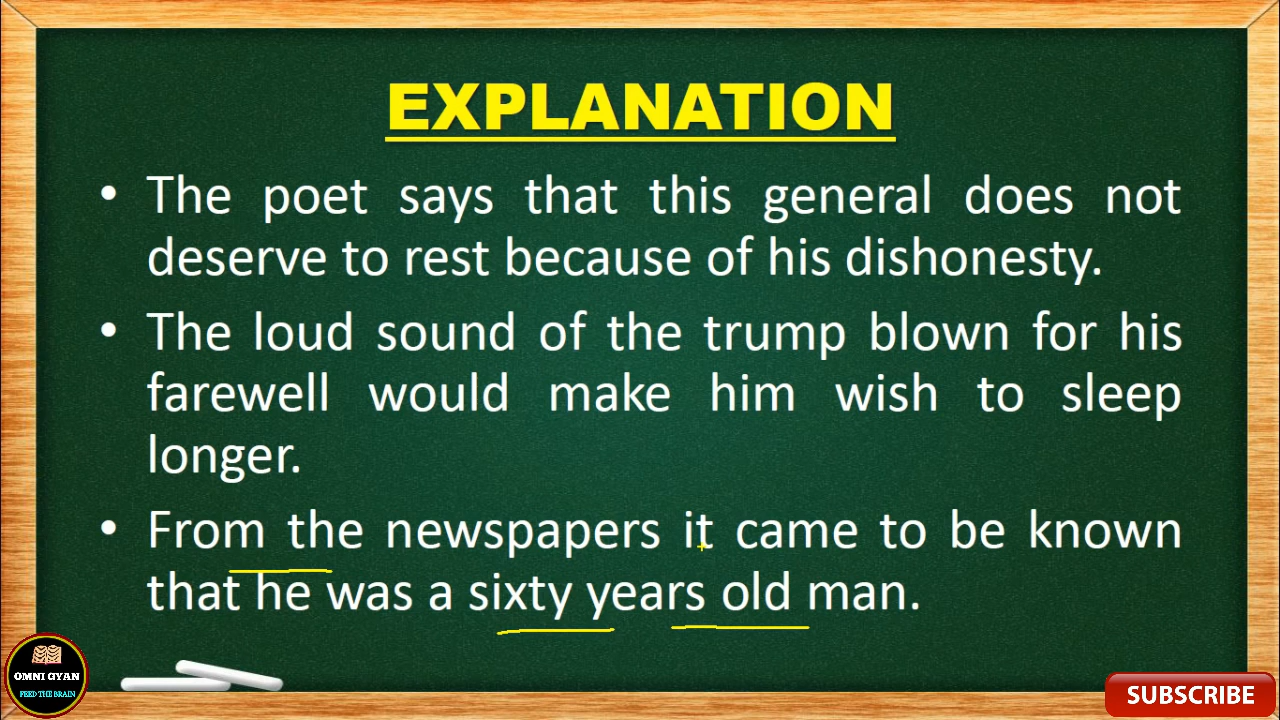 EXPLANATION
• The poet says that this general does not
deserve to rest because of his dishonesty.
• The loud sound of the trump blown for his
farewell would make him wish to sleep
longer.
• From the newspapers it came to be known
that he was a sixty years old man.
OMNI GYAN
FEED THE BRAIN
SUBSCRIBE